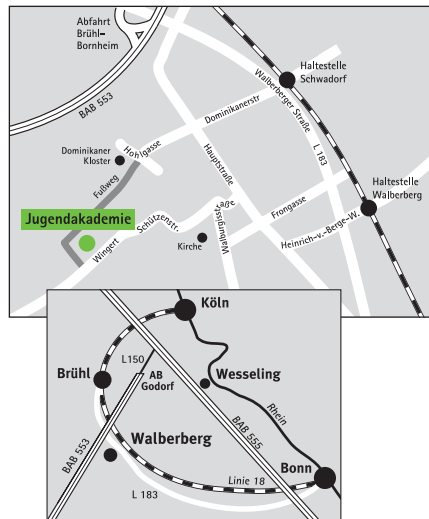 Abfahrt
Brühl–
Bornheim
BAB 553
Haltestelle
Schwadorf
Walberberger Straße
L 183
Dominikanerstr
Hohlgasse
Dominikaner
Kloster
Fußweg
Hauptstraße
Haltestelle
Walberberg
Jugendakademie
Schützenstr.
Walburgisstraße
Frongasse
Kirche
Wingert
Heinrich–v.–Berge–W.
Köln
L150
AB
Godorf
Brühl
Wesseling
Rhein
BAB 553
BAB 555
Walberberg
Bonn
Linie 18
L 183